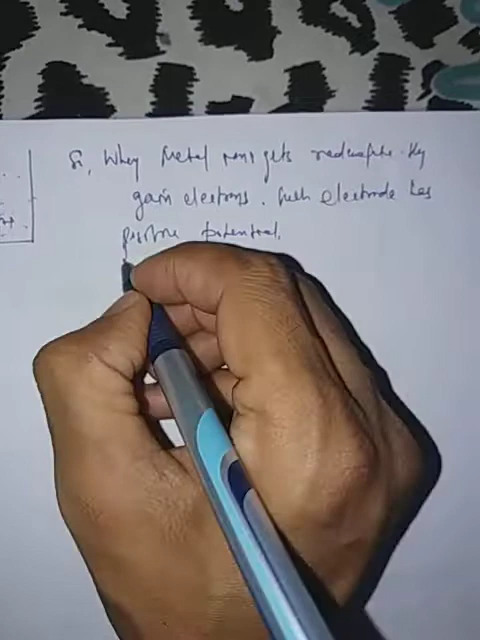 So, When Metal ions gets reduced by
gain electrons. Such electrode has
positive potential.